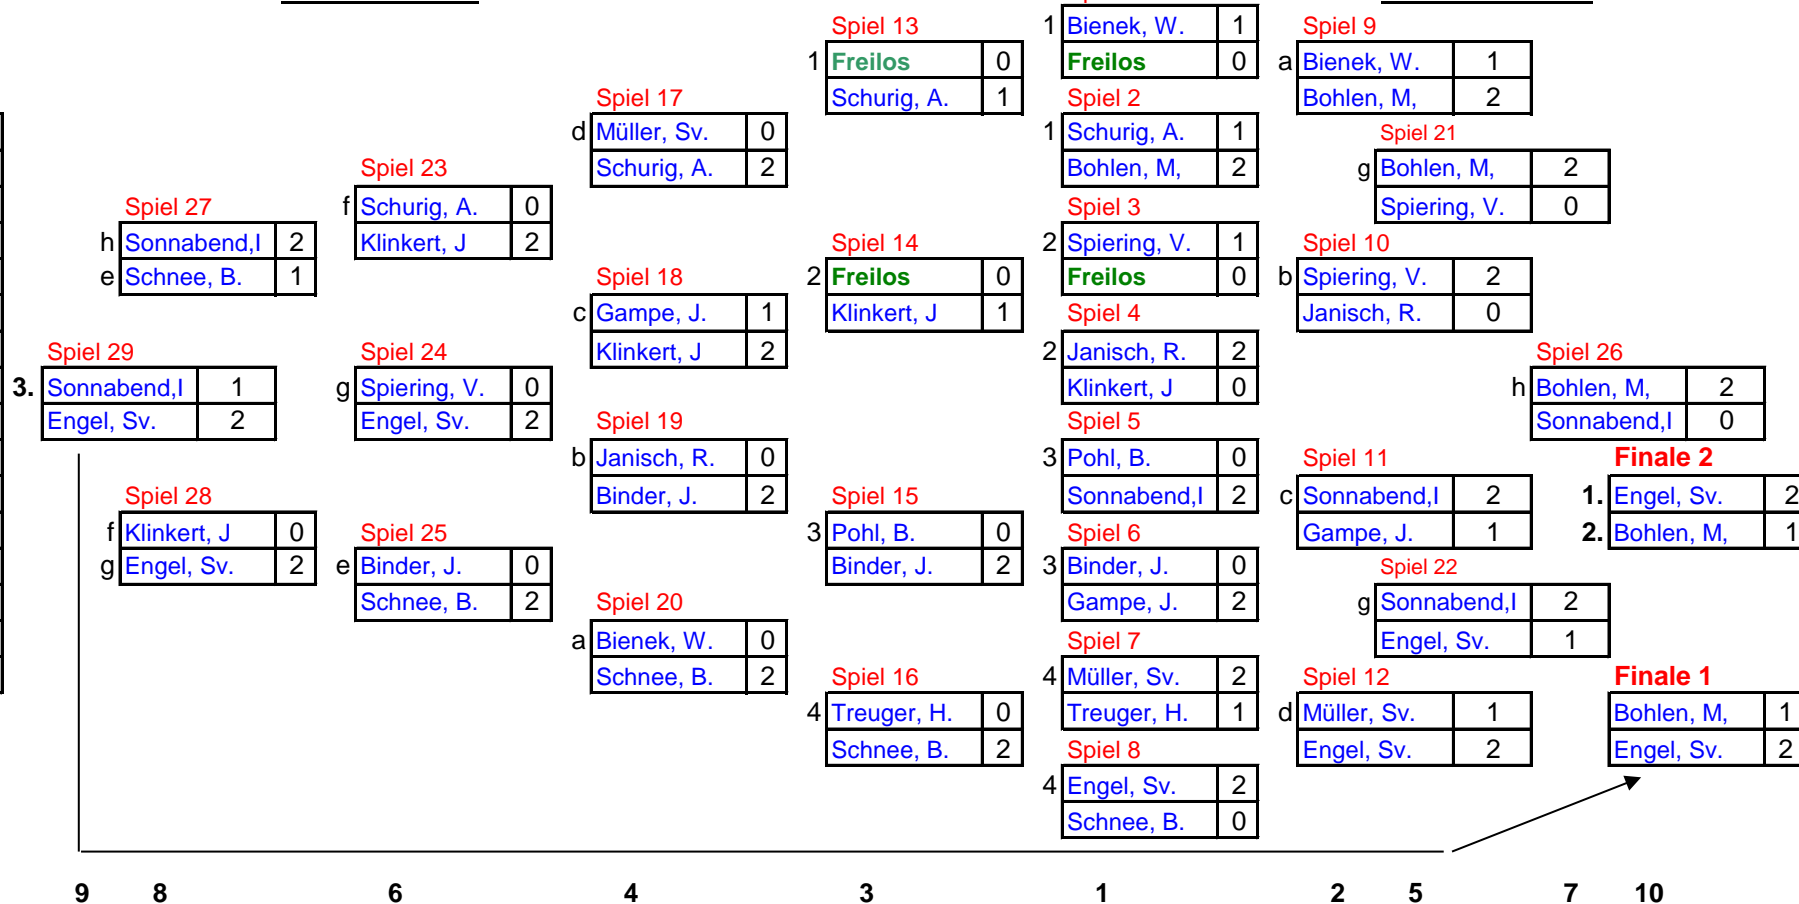 Spiel 13
1 Freilos 0
Schurig, A. 1
1 Bienek, W. 1
Freilos 0
Spiel 9
a Bienek, W. 1
Bohlen, M, 2
Spiel 17
d Müller, Sv. 0
Schurig, A. 2
Spiel 2
1 Schurig, A. 1
Bohlen, M, 2
Spiel 21
g Bohlen, M, 2
Spiering, V. 0
Spiel 23
f Schurig, A. 0
Klinkert, J 2
Spiel 27
h Sonnabend,I 2
e Schnee, B. 1
Spiel 3
2 Spiering, V. 1
Freilos 0
Spiel 14
2 Freilos 0
Klinkert, J 1
Spiel 10
b Spiering, V. 2
Janisch, R. 0
Spiel 18
c Gampe, J. 1
Klinkert, J 2
Spiel 4
2 Janisch, R. 2
Klinkert, J 0
Spiel 29
3. Sonnabend,I 1
Engel, Sv. 2
Spiel 24
g Spiering, V. 0
Engel, Sv. 2
Spiel 26
h Bohlen, M, 2
Sonnabend,I 0
Spiel 19
b Janisch, R. 0
Binder, J. 2
Spiel 5
3 Pohl, B. 0
Sonnabend,I 2
Spiel 11
c Sonnabend,I 2
Gampe, J. 1
Finale 2
1. Engel, Sv. 2
2. Bohlen, M, 1
Spiel 28
f Klinkert, J 0
g Engel, Sv. 2
Spiel 25
e Binder, J. 0
Schnee, B. 2
Spiel 15
3 Pohl, B. 0
Binder, J. 2
Spiel 6
3 Binder, J. 0
Gampe, J. 2
Spiel 22
g Sonnabend,I 2
Engel, Sv. 1
Spiel 20
a Bienek, W. 0
Schnee, B. 2
Spiel 7
4 Müller, Sv. 2
Treuger, H. 1
Spiel 16
4 Treuger, H. 0
Schnee, B. 2
Spiel 12
d Müller, Sv. 1
Engel, Sv. 2
Finale 1
Bohlen, M, 1
Engel, Sv. 2
Spiel 8
4 Engel, Sv. 2
Schnee, B. 0
9 8 6 4 3 1 2 5 7 10